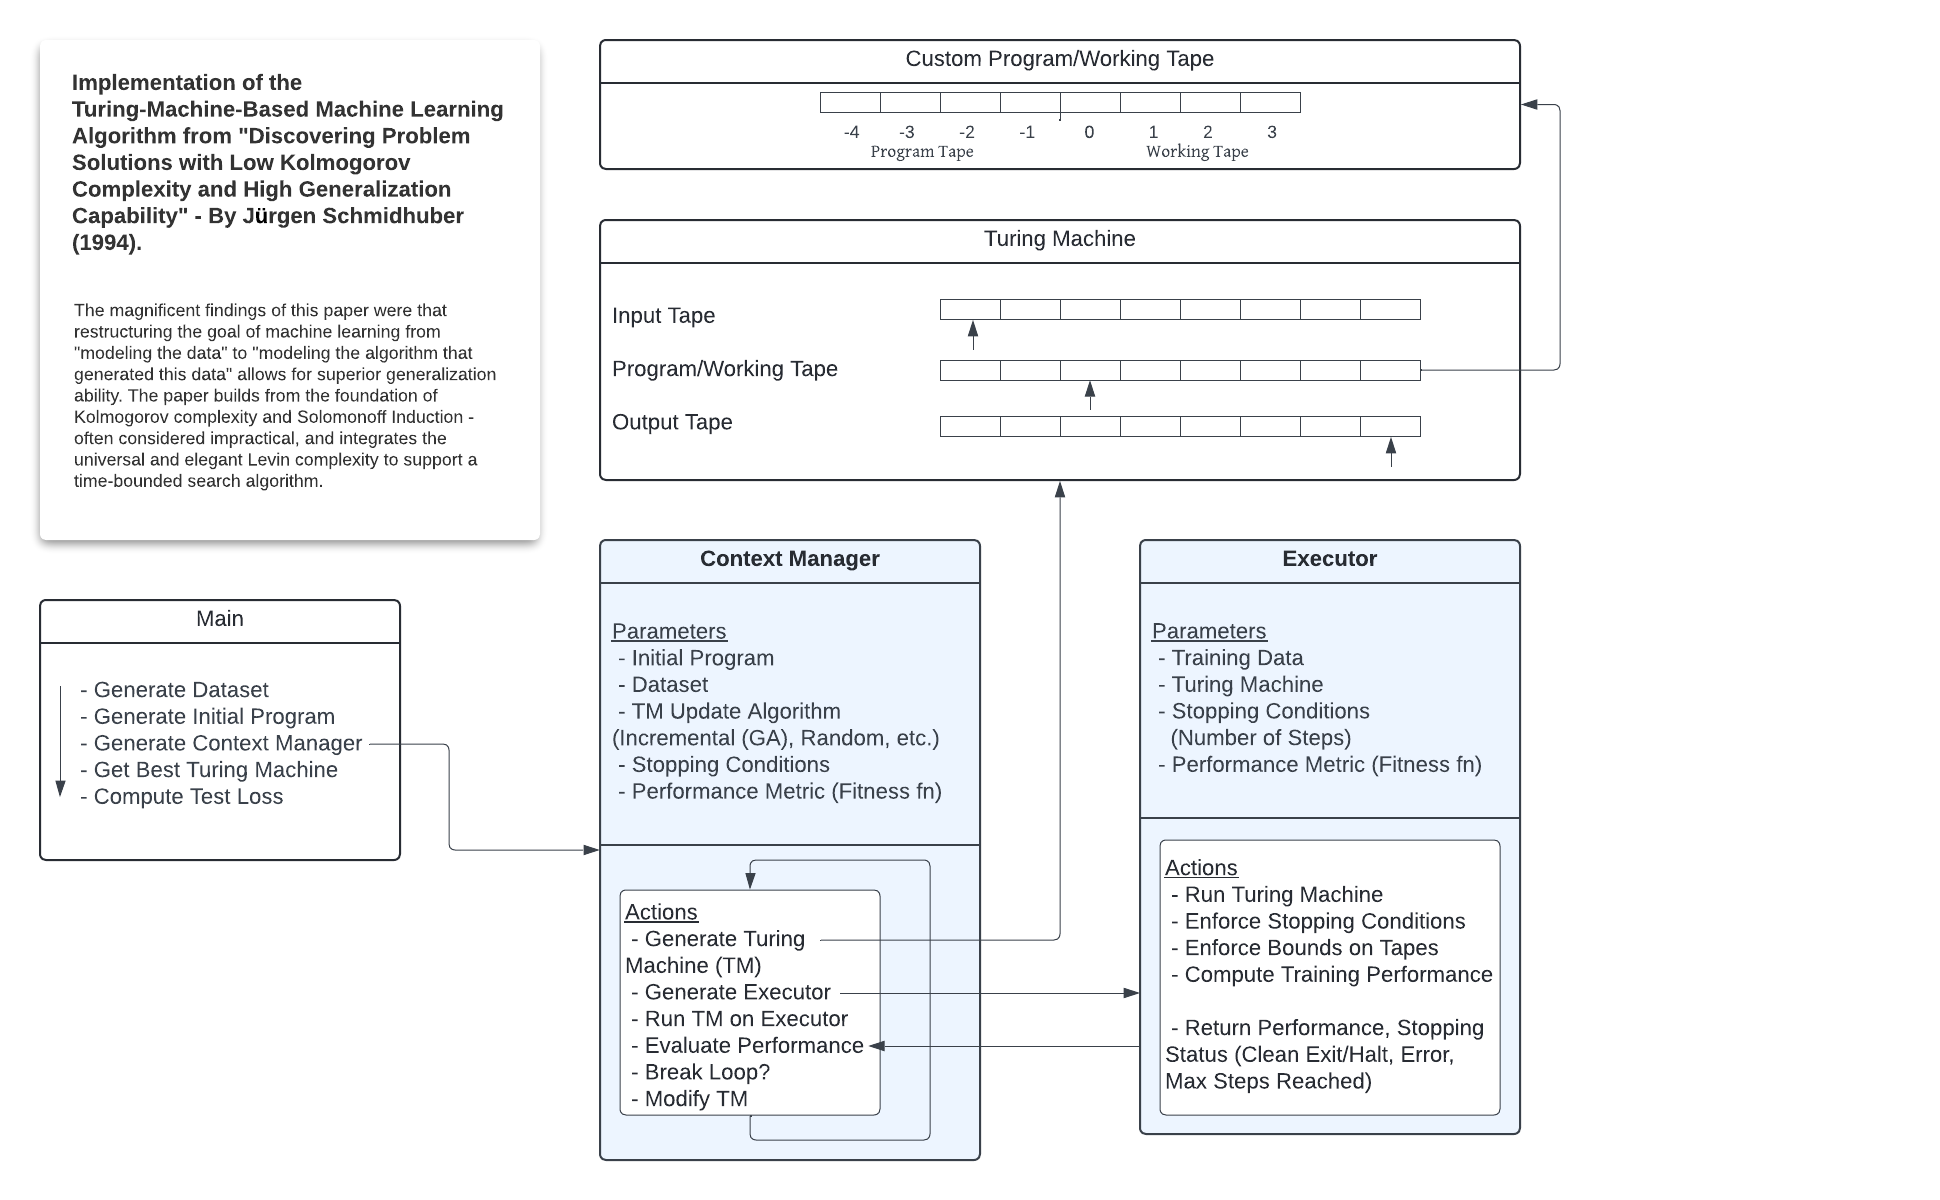 Implementation of the
Turing-Machine-Based Machine Learning
Algorithm from "Discovering Problem
Solutions with Low Kolmogorov
Complexity and High Generalization
Capability" - By Jürgen Schmidhuber
(1994).
The magnificent findings of this paper were that
restructuring the goal of machine learning from
"modeling the data" to "modeling the algorithm that
generated this data" allows for superior generalization
ability. The paper builds from the foundation of
Kolmogorov complexity and Solomonoff Induction -
often considered impractical, and integrates the
universal and elegant Levin complexity to support a
time-bounded search algorithm.
Custom Program/Working Tape
-4 -3 -2 -1 0 1 2 3
Program Tape Working Tape
Turing Machine
Input Tape
Program/Working Tape
Output Tape
Main
- Generate Dataset
- Generate Initial Program
- Generate Context Manager
- Get Best Turing Machine
- Compute Test Loss
Context Manager
Parameters
- Initial Program
- Dataset
- TM Update Algorithm
(Incremental (GA), Random, etc.)
- Stopping Conditions
- Performance Metric (Fitness fn)
Actions
- Generate Turing
Machine (TM)
- Generate Executor
- Run TM on Executor
- Evaluate Performance
- Break Loop?
- Modify TM
Executor
Parameters
- Training Data
- Turing Machine
- Stopping Conditions
(Number of Steps)
- Performance Metric (Fitness fn)
Actions
- Run Turing Machine
- Enforce Stopping Conditions
- Enforce Bounds on Tapes
- Compute Training Performance
- Return Performance, Stopping
Status (Clean Exit/Halt, Error,
Max Steps Reached)